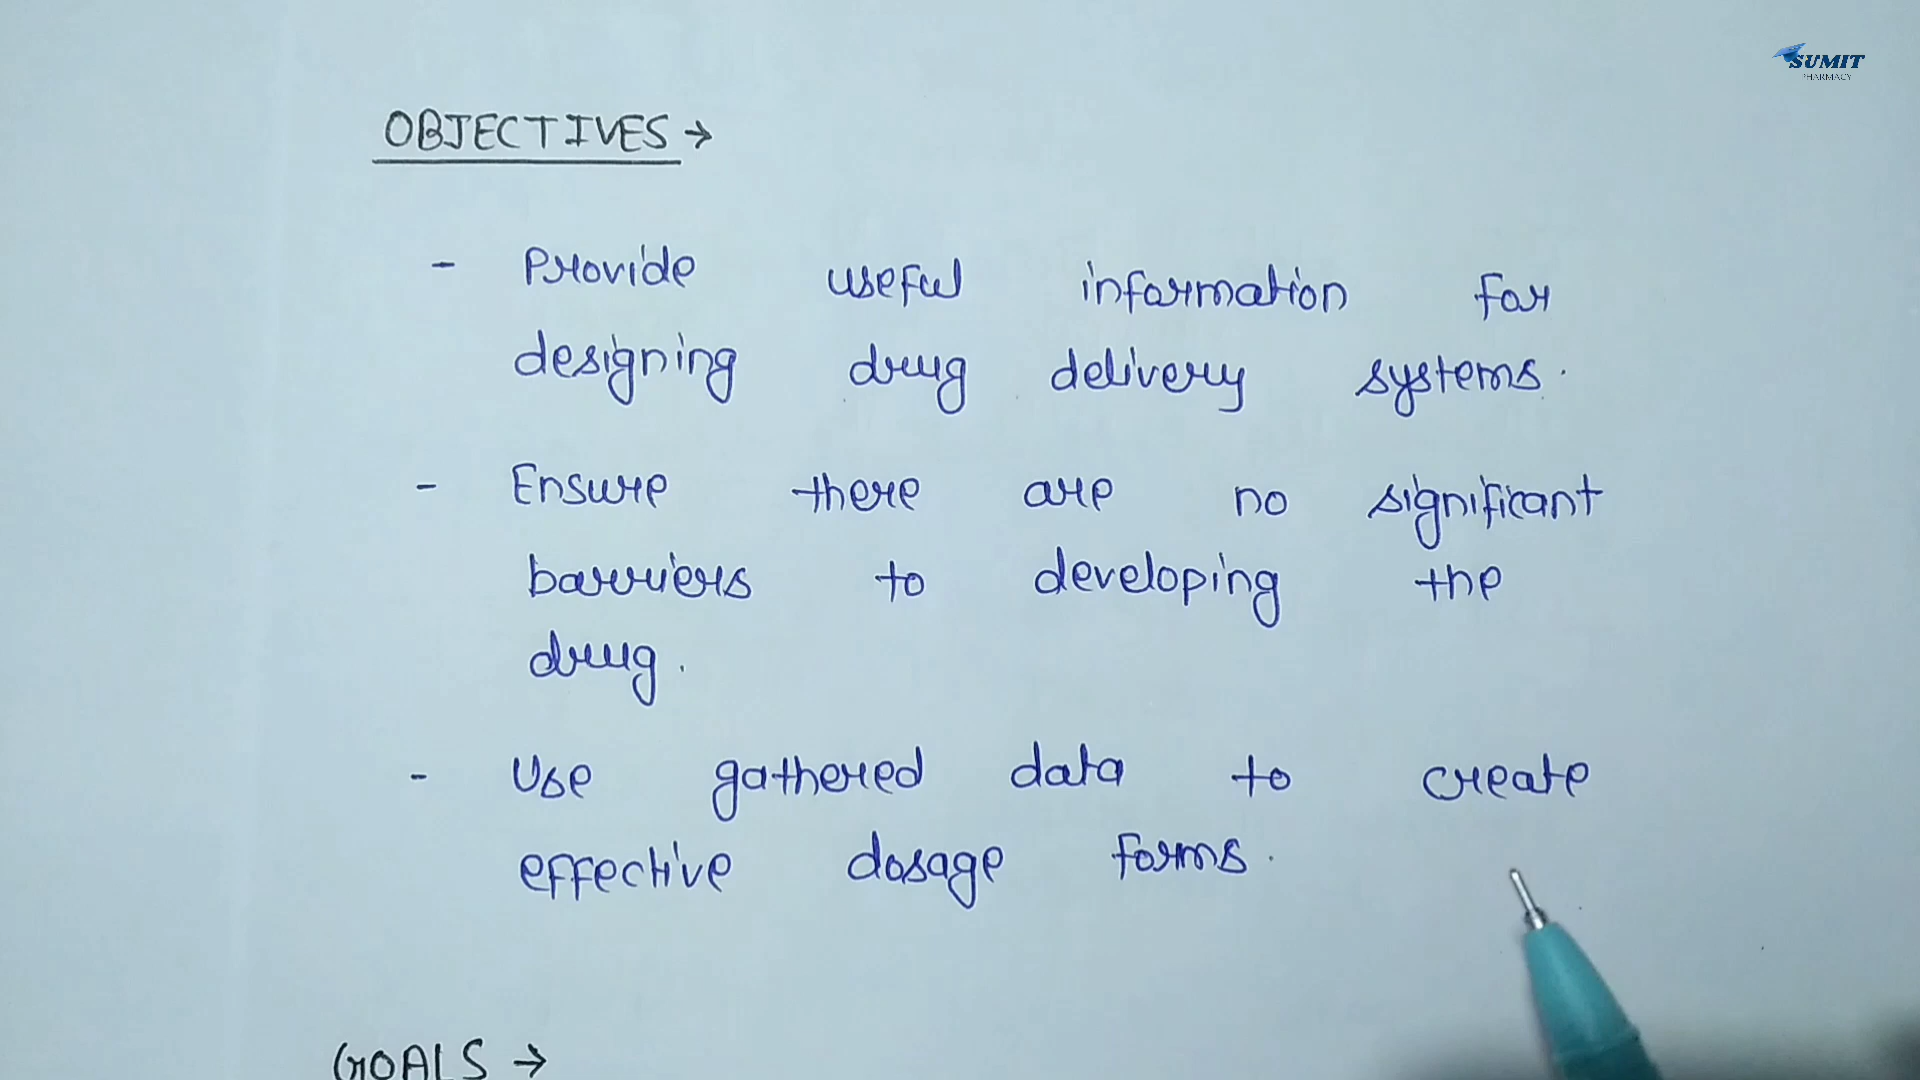 SUMIT
PHARMACY
OBJECTIVES →
- Provide useful information for
designing drug delivery systems.
- Ensure there are no significant
barriers to developing the
drug.
- Use gathered data to create
effective dosage forms.
GOALS →